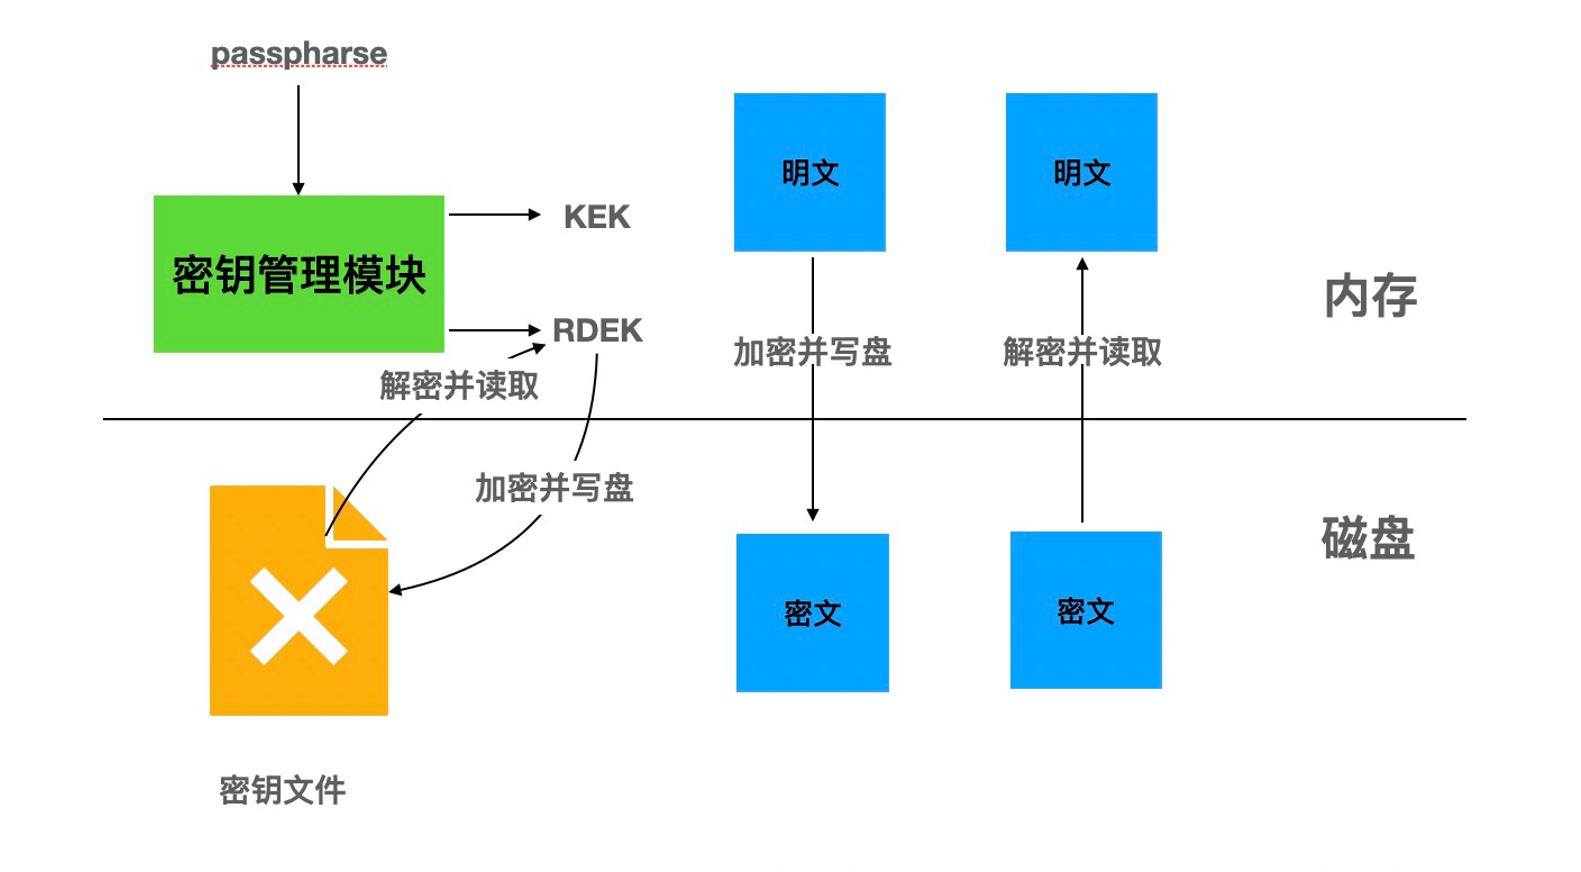 passpharse
密钥管理模块
KEK
RDEK
解密并读取
加密并写盘
密钥文件
明文
加密并写盘
密文
明文
解密并读取
密文
内存
磁盘